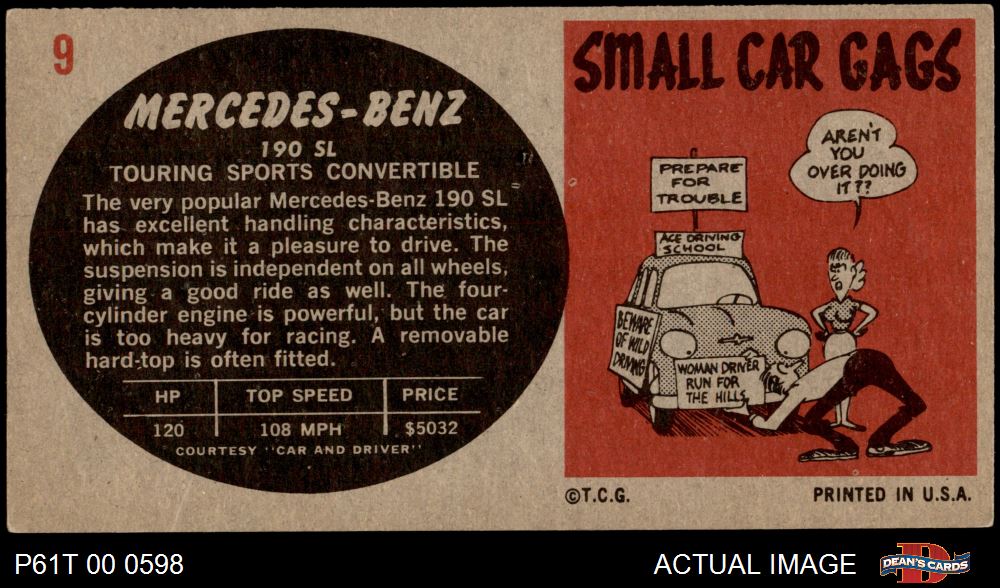 9
MERCEDES-BENZ
190 SL
TOURING SPORTS CONVERTIBLE
The very popular Mercedes-Benz 190 SL
has excellent handling characteristics,
which make it a pleasure to drive. The
suspension is independent on all wheels,
giving a good ride as well. The four-
cylinder engine is powerful, but the car
is too heavy for racing. A removable
hard-top is often fitted.
HP TOP SPEED PRICE
120 108 MPH $5032
COURTESY "CAR AND DRIVER"
SMALL CAR GAGS
AREN'T
YOU
OVER DOING
IT??
PREPARE
FOR
TROUBLE
ACE DRIVING
SCHOOL
BEWARE
OF WILD
DRIVING
WOMAN DRIVER
RUN FOR
THE HILLS
©T.C.G.
PRINTED IN U.S.A.
P61T 00 0598
ACTUAL IMAGE
D
DEAN'S CARDS